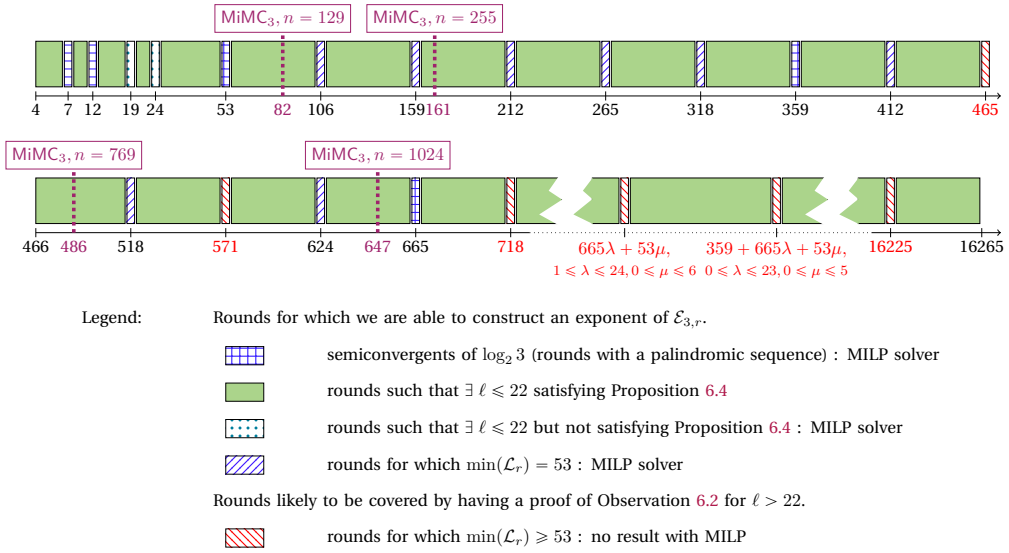 MiMC₃, n = 129 MiMC₃, n = 255
4 7 12 19 24 53 82 106 159 161 212 265 318 359 412 465
MiMC₃, n = 769 MiMC₃, n = 1024
466 486 518 571 624 647 665 718 665λ + 53μ, 359 + 665λ + 53μ, 16225 16265
1 ⩽ λ ⩽ 24, 0 ⩽ μ ⩽ 6 0 ⩽ λ ⩽ 23, 0 ⩽ μ ⩽ 5
Legend: Rounds for which we are able to construct an exponent of ℰ₃,ᵣ.
semiconvergents of log₂ 3 (rounds with a palindromic sequence) : MILP solver
rounds such that ∃ ℓ ⩽ 22 satisfying Proposition 6.4
rounds such that ∃ ℓ ⩽ 22 but not satisfying Proposition 6.4 : MILP solver
rounds for which min(ℒᵣ) = 53 : MILP solver
Rounds likely to be covered by having a proof of Observation 6.2 for ℓ > 22.
rounds for which min(ℒᵣ) ⩾ 53 : no result with MILP